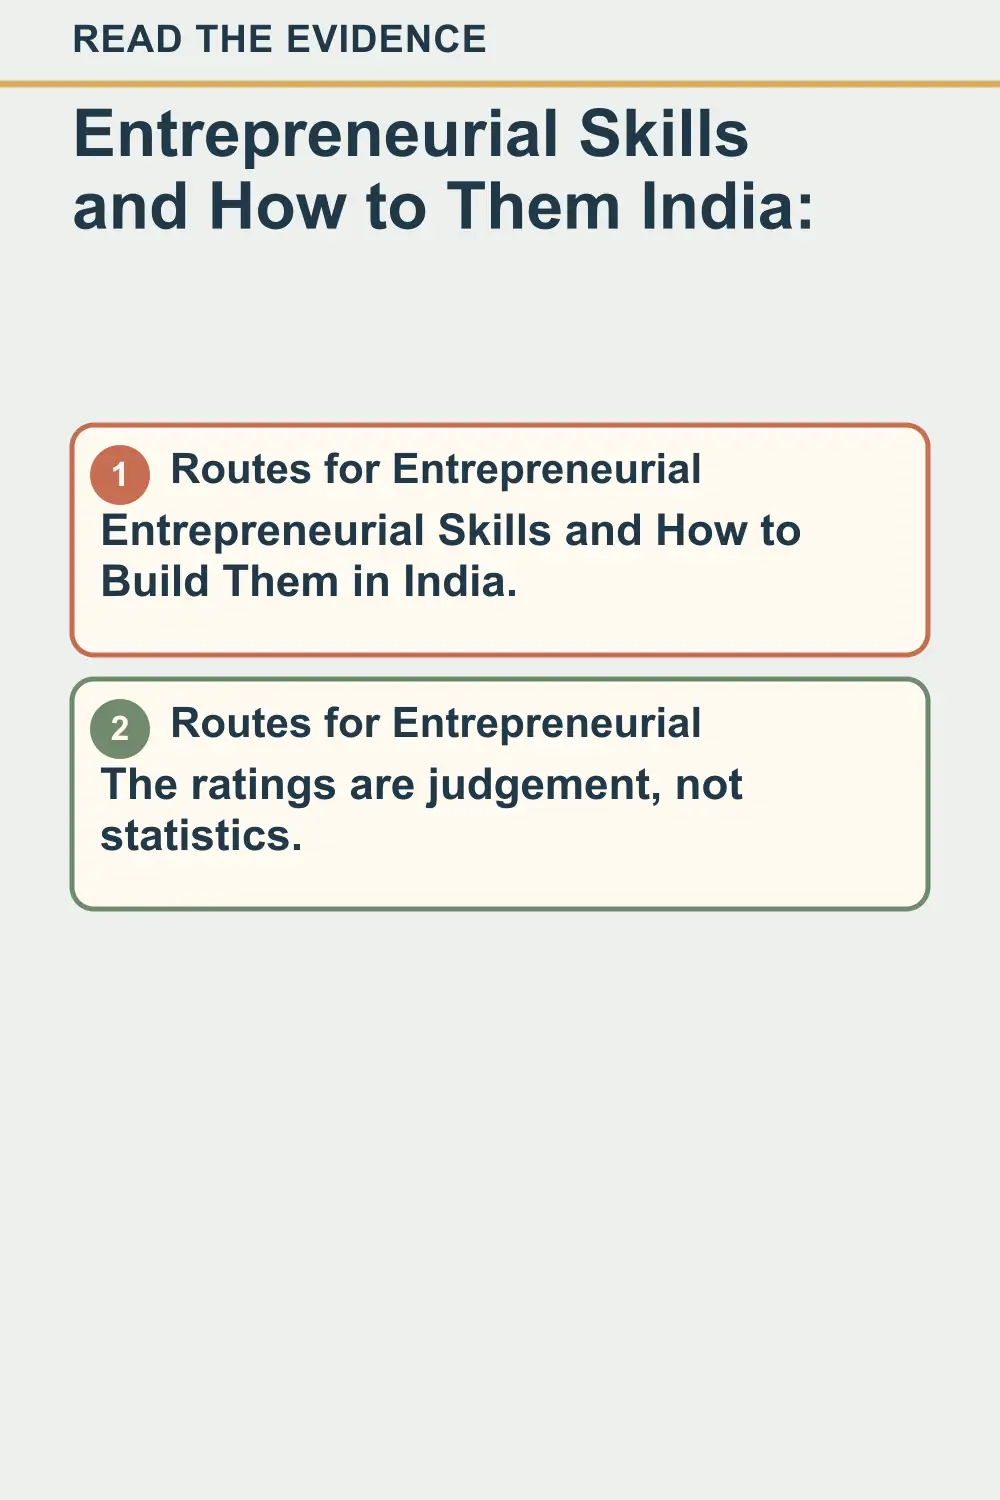 READ THE EVIDENCE
Entrepreneurial Skills
and How to Them India:
1 Routes for Entrepreneurial
Entrepreneurial Skills and How to
Build Them in India.
2 Routes for Entrepreneurial
The ratings are judgement, not
statistics.